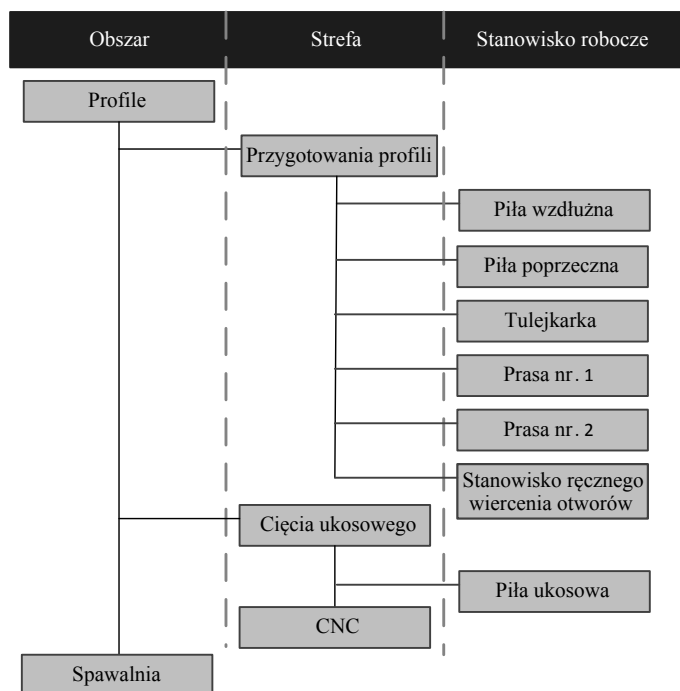 Obszar
Strefa
Stanowisko robocze
Profile
Przygotowania profili
Piła wzdłużna
Piła poprzeczna
Tulejkarka
Prasa nr. 1
Prasa nr. 2
Stanowisko ręcznego
wiercenia otworów
Cięcia ukosowego
Piła ukosowa
CNC
Spawalnia